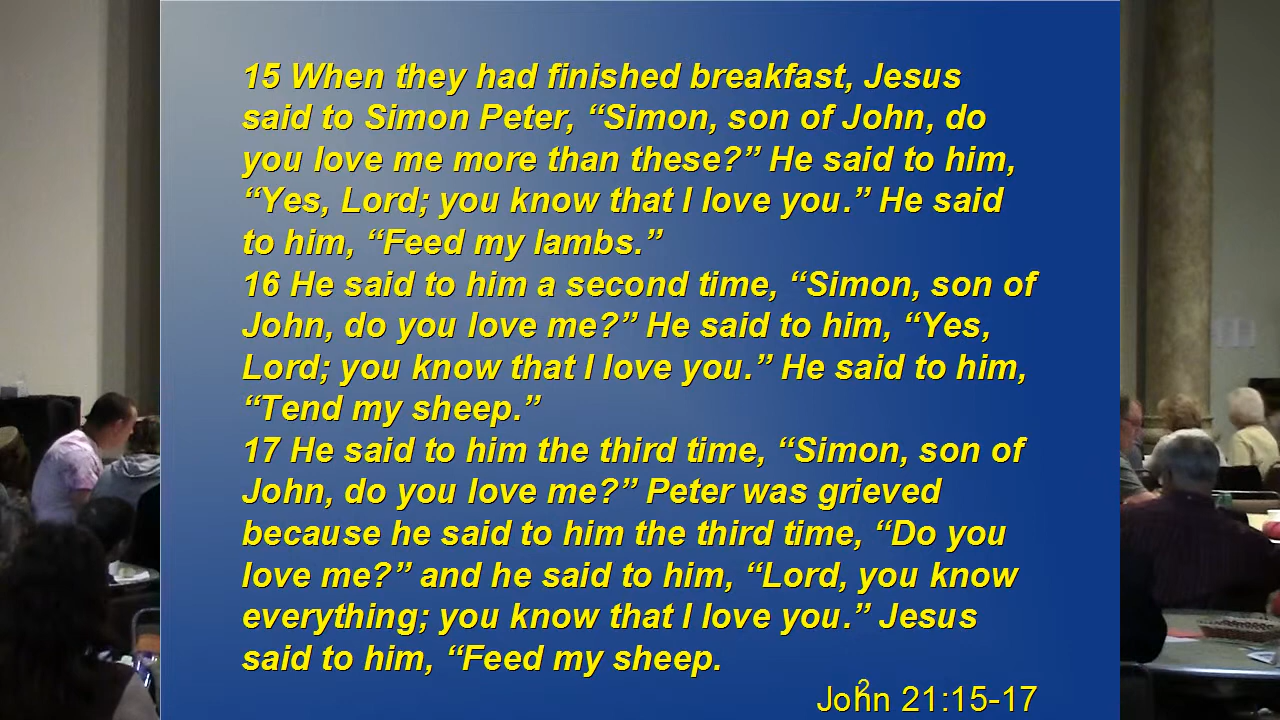 15 When they had finished breakfast, Jesus
said to Simon Peter, “Simon, son of John, do
you love me more than these?” He said to him,
“Yes, Lord; you know that I love you.” He said
to him, “Feed my lambs.”
16 He said to him a second time, “Simon, son of
John, do you love me?” He said to him, “Yes,
Lord; you know that I love you.” He said to him,
“Tend my sheep.”
17 He said to him the third time, “Simon, son of
John, do you love me?” Peter was grieved
because he said to him the third time, “Do you
love me?” and he said to him, “Lord, you know
everything; you know that I love you.” Jesus
said to him, “Feed my sheep.
2
John 21:15-17